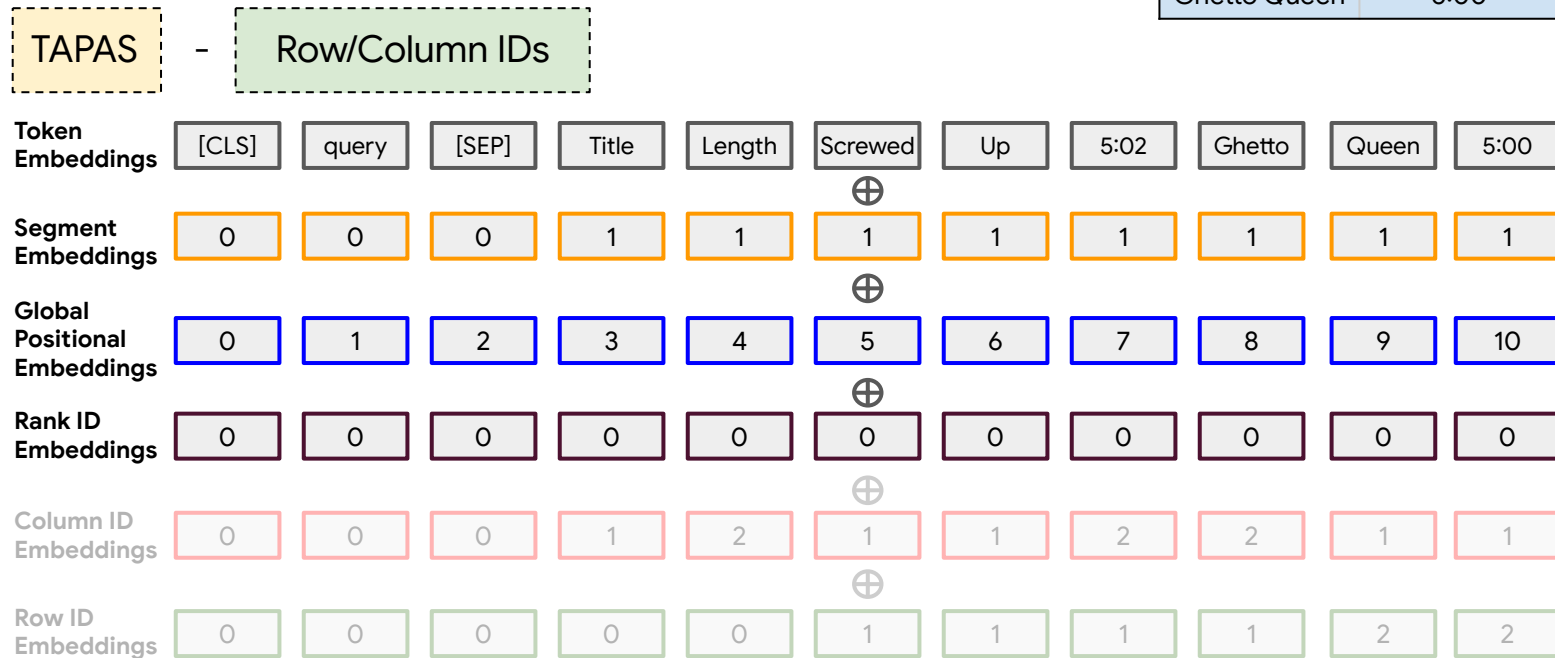 Ghetto Queen 5:00
TAPAS - Row/Column IDs
Token
Embeddings
[CLS] query [SEP] Title Length Screwed Up 5:02 Ghetto Queen 5:00
⊕
Segment
Embeddings
0 0 0 1 1 1 1 1 1 1 1
⊕
Global
Positional
Embeddings
0 1 2 3 4 5 6 7 8 9 10
⊕
Rank ID
Embeddings
0 0 0 0 0 0 0 0 0 0 0
⊕
Column ID
Embeddings
0 0 0 1 2 1 1 2 2 1 1
⊕
Row ID
Embeddings
0 0 0 0 0 1 1 1 1 2 2